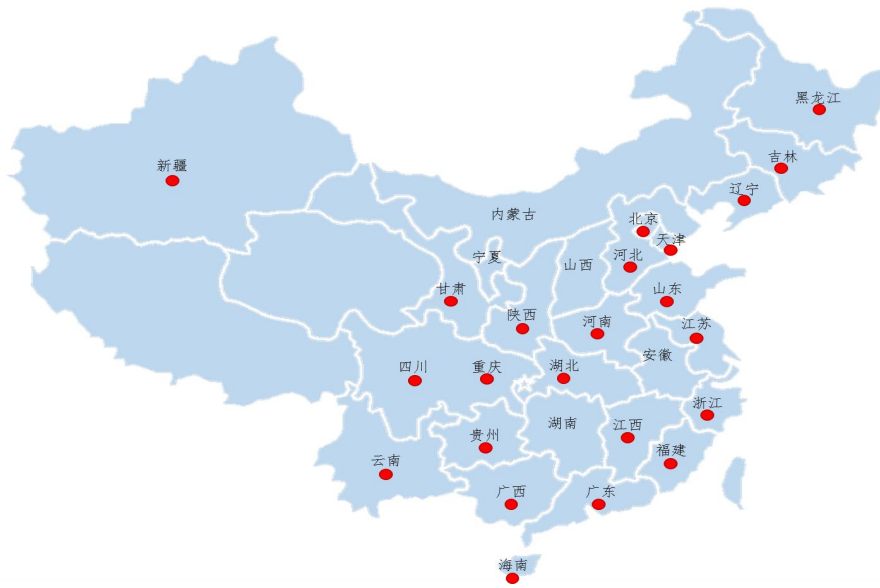 黑龙江
吉林
新疆
辽宁
内蒙古
北京
天津
宁夏
山西
河北
甘肃
山东
陕西
河南
江苏
安徽
四川
重庆
湖北
浙江
贵州
湖南
江西
福建
云南
广西
广东
海南